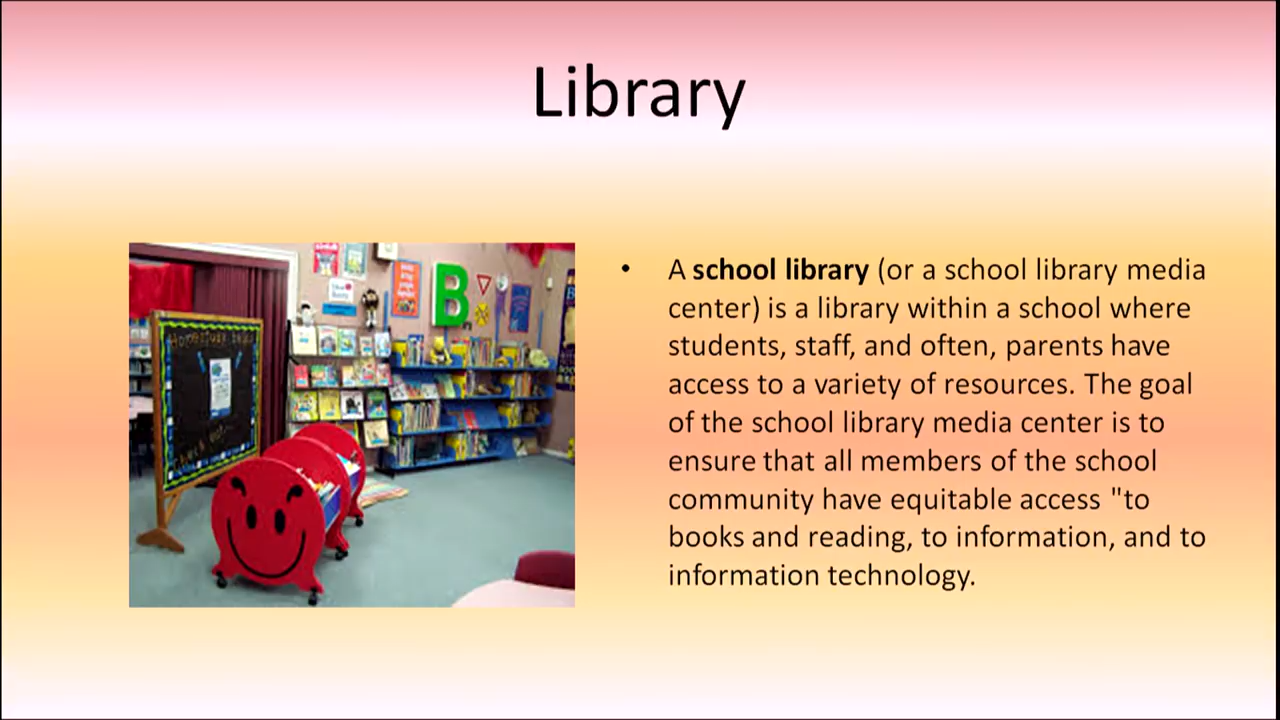 Library
• A school library (or a school library media
center) is a library within a school where
students, staff, and often, parents have
access to a variety of resources. The goal
of the school library media center is to
ensure that all members of the school
community have equitable access "to
books and reading, to information, and to
information technology.
B